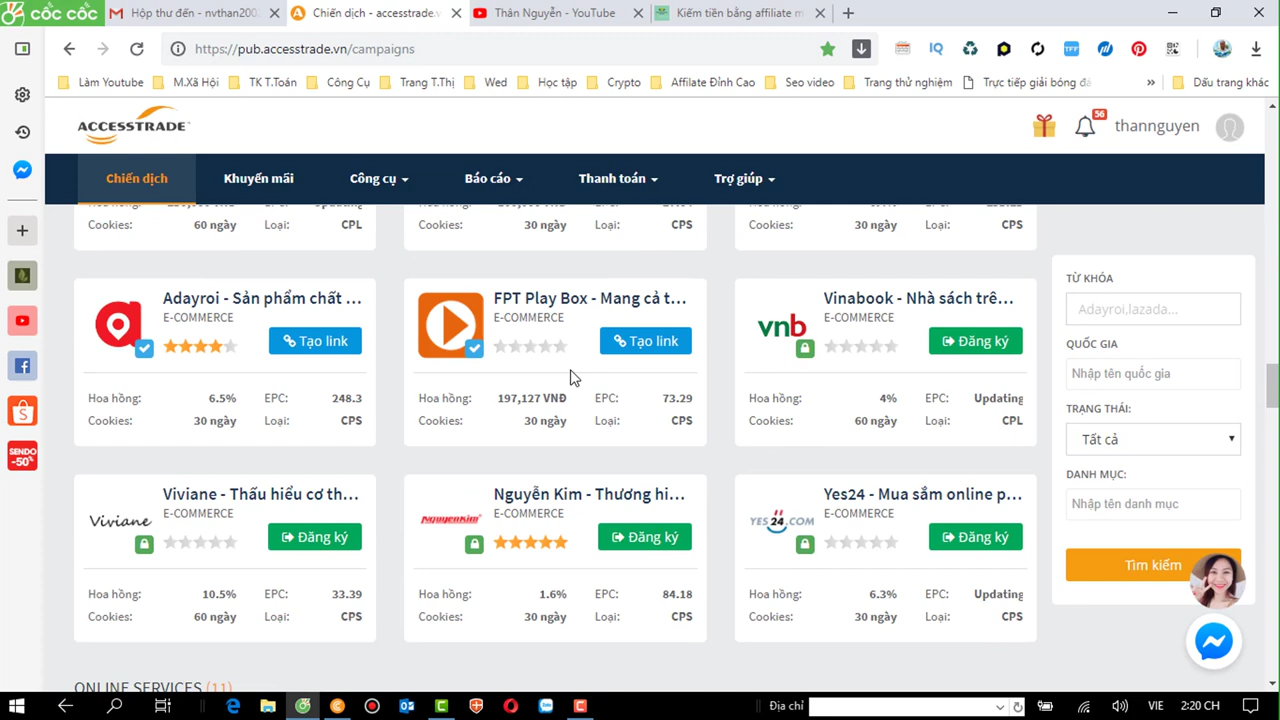 cốc cốc
Hộp thư đến - nvthan200
Chiến dịch - accesstrade.v
Thân Nguyễn - YouTube
Kiếm tiền bằng affiliate m
https://pub.accesstrade.vn/campaigns
IQ
TFF
Làm Youtube
M.Xã Hội
TK T.Toán
Công Cụ
Trang T.Thị
Wed
Học tập
Crypto
Affilate Đỉnh Cao
Seo video
Trang thử nghiệm
Trực tiếp giải bóng đá
»
Dấu trang khác
ACCESSTRADE
56
thannguyen
Chiến dịch
Khuyến mãi
Công cụ
Báo cáo
Thanh toán
Trợ giúp
Cookies: 60 ngày Loại: CPL
Cookies: 30 ngày Loại: CPS
Cookies: 30 ngày Loại: CPS
Adayroi - Sản phẩm chất ...
E-COMMERCE
Tạo link
Hoa hồng: 6.5% EPC: 248.3
Cookies: 30 ngày Loại: CPS
FPT Play Box - Mang cả t...
E-COMMERCE
Tạo link
Hoa hồng: 197,127 VNĐ EPC: 73.29
Cookies: 30 ngày Loại: CPS
vnb
Vinabook - Nhà sách trê...
E-COMMERCE
Đăng ký
Hoa hồng: 4% EPC: Updating
Cookies: 60 ngày Loại: CPL
Viviane
Viviane - Thấu hiểu cơ th...
E-COMMERCE
Đăng ký
Hoa hồng: 10.5% EPC: 33.39
Cookies: 60 ngày Loại: CPS
NguyenKim
Nguyễn Kim - Thương hi...
E-COMMERCE
Đăng ký
Hoa hồng: 1.6% EPC: 84.18
Cookies: 30 ngày Loại: CPS
YES24.COM
Yes24 - Mua sắm online p...
E-COMMERCE
Đăng ký
Hoa hồng: 6.3% EPC: Updating
Cookies: 30 ngày Loại: CPS
TỪ KHÓA
Adayroi,lazada...
QUỐC GIA
Nhập tên quốc gia
TRẠNG THÁI:
Tất cả
DANH MỤC:
Nhập tên danh mục
Tìm kiếm
SENDO
-50%
ONLINE SERVICES (11)
Địa chỉ
VIE
2:20 CH